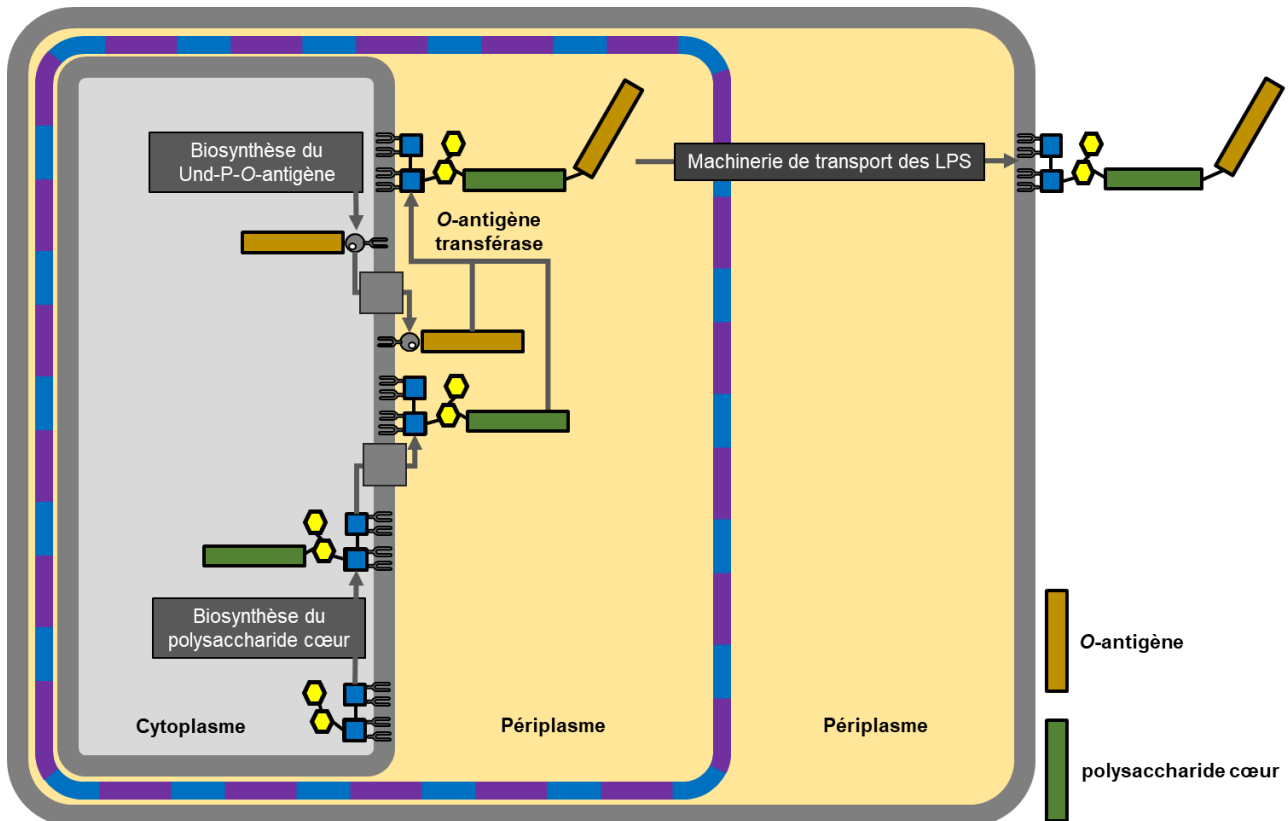 Biosynthèse du
Und-P-O-antigène
Machinerie de transport des LPS
O-antigène
transférase
Biosynthèse du
polysaccharide cœur
Cytoplasme
Périplasme
Périplasme
O-antigène
polysaccharide cœur